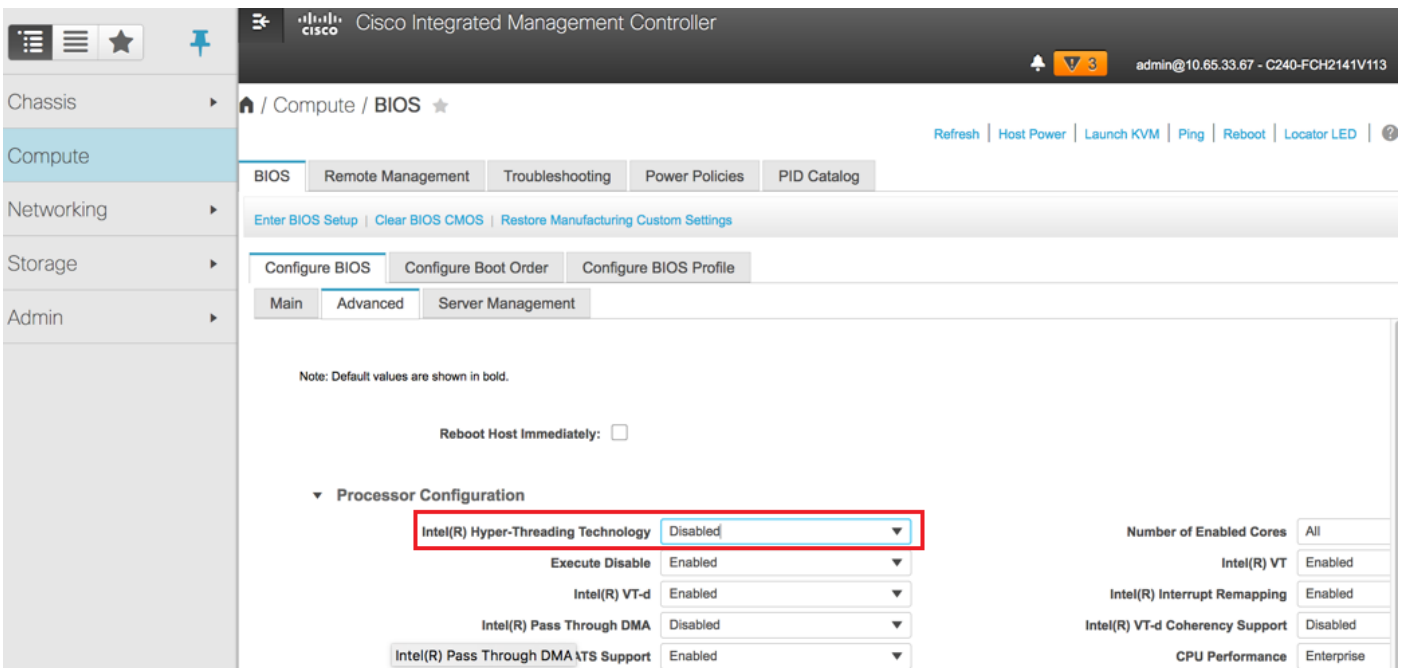 cisco Cisco Integrated Management Controller
3 admin@10.65.33.67 - C240-FCH2141V113
Chassis
Compute
Networking
Storage
Admin
/ Compute / BIOS
Refresh | Host Power | Launch KVM | Ping | Reboot | Locator LED | ?
BIOS Remote Management Troubleshooting Power Policies PID Catalog
Enter BIOS Setup | Clear BIOS CMOS | Restore Manufacturing Custom Settings
Configure BIOS Configure Boot Order Configure BIOS Profile
Main Advanced Server Management
Note: Default values are shown in bold.
Reboot Host Immediately:
Processor Configuration
Intel(R) Hyper-Threading Technology Disabled Number of Enabled Cores All
Execute Disable Enabled Intel(R) VT Enabled
Intel(R) VT-d Enabled Intel(R) Interrupt Remapping Enabled
Intel(R) Pass Through DMA Disabled Intel(R) VT-d Coherency Support Disabled
Intel(R) Pass Through DMA ATS Support Enabled CPU Performance Enterprise